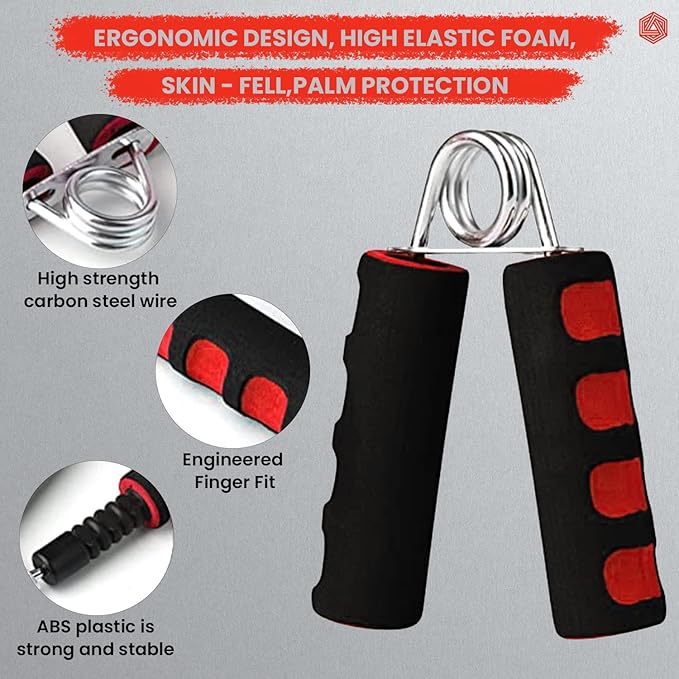 ERGONOMIC DESIGN, HIGH ELASTIC FOAM,
SKIN - FELL,PALM PROTECTION
High strength
carbon steel wire
Engineered
Finger Fit
ABS plastic is
strong and stable